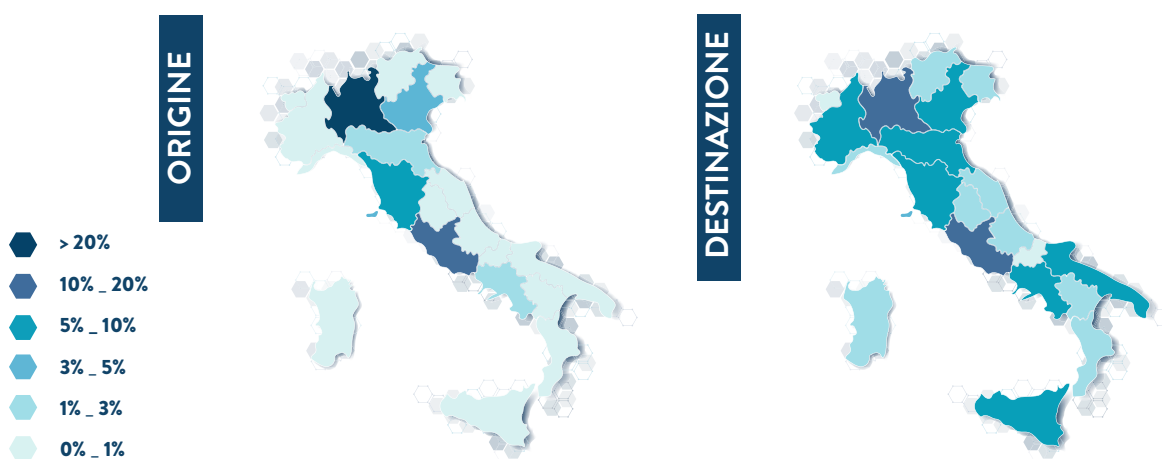 ORIGINE
DESTINAZIONE
> 20%
10% _ 20%
5% _ 10%
3% _ 5%
1% _ 3%
0% _ 1%